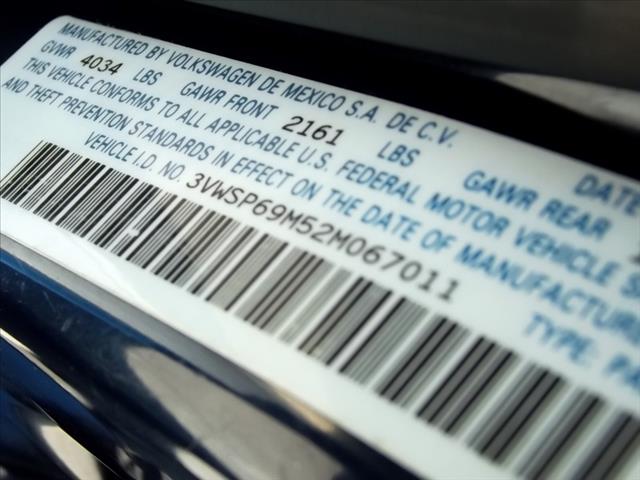 MANUFACTURED BY VOLKSWAGEN DE MEXICO S.A. DE C.V. DATE
GVWR 4034 LBS GAWR FRONT 2161 LBS GAWR REAR
THIS VEHICLE CONFORMS TO ALL APPLICABLE U.S. FEDERAL MOTOR VEHICLE
AND THEFT PREVENTION STANDARDS IN EFFECT ON THE DATE OF MANUFACTURE
VEHICLE I.D. NO. 3VWSP69M52M067011 TYPE: